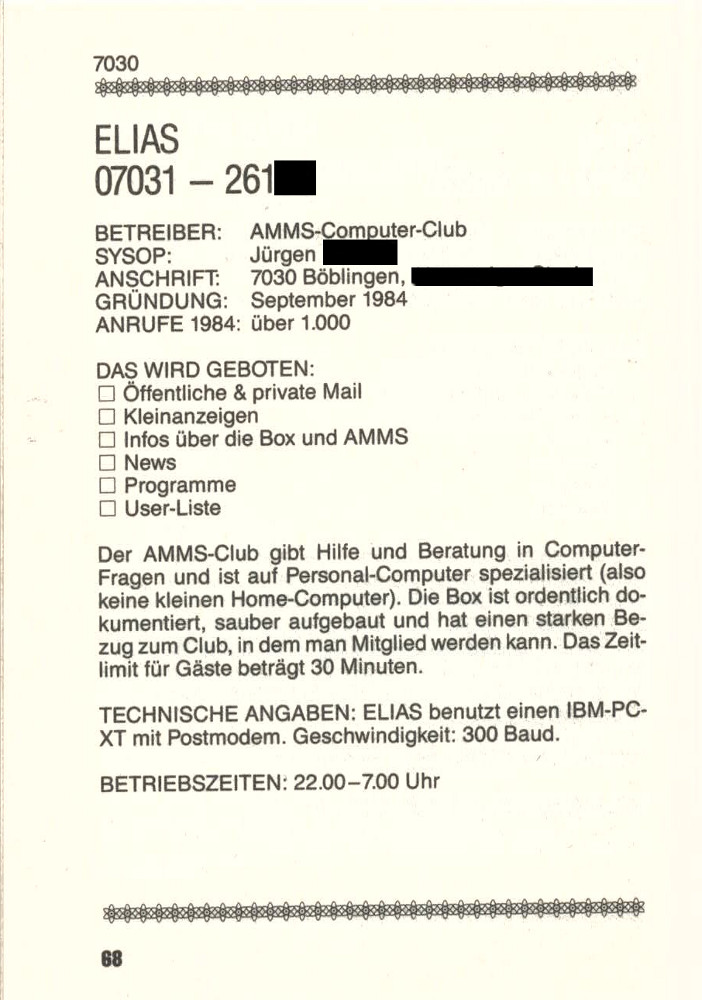 7030
ELIAS
07031 – 261
BETREIBER: AMMS-Computer-Club
SYSOP: Jürgen
ANSCHRIFT: 7030 Böblingen,
GRÜNDUNG: September 1984
ANRUFE 1984: über 1.000
DAS WIRD GEBOTEN:
☐ Öffentliche & private Mail
☐ Kleinanzeigen
☐ Infos über die Box und AMMS
☐ News
☐ Programme
☐ User-Liste
Der AMMS-Club gibt Hilfe und Beratung in Computer-
Fragen und ist auf Personal-Computer spezialisiert (also
keine kleinen Home-Computer). Die Box ist ordentlich do-
kumentiert, sauber aufgebaut und hat einen starken Be-
zug zum Club, in dem man Mitglied werden kann. Das Zeit-
limit für Gäste beträgt 30 Minuten.
TECHNISCHE ANGABEN: ELIAS benutzt einen IBM-PC-
XT mit Postmodem. Geschwindigkeit: 300 Baud.
BETRIEBSZEITEN: 22.00–7.00 Uhr
68